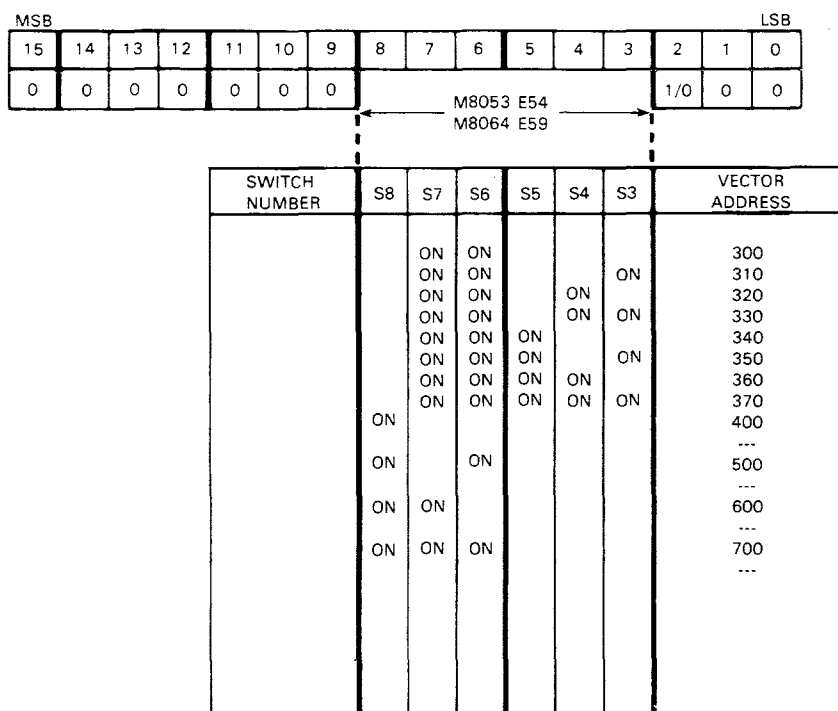 MSB LSB
15 14 13 12 11 10 9 8 7 6 5 4 3 2 1 0
0 0 0 0 0 0 0 1/0 0 0
M8053 E54
M8064 E59
SWITCH NUMBER S8 S7 S6 S5 S4 S3 VECTOR ADDRESS
ON ON 300
ON ON ON 310
ON ON ON 320
ON ON ON ON 330
ON ON ON 340
ON ON ON ON 350
ON ON ON ON 360
ON ON ON ON ON 370
ON 400
---
ON ON 500
---
ON ON 600
---
ON ON ON 700
---